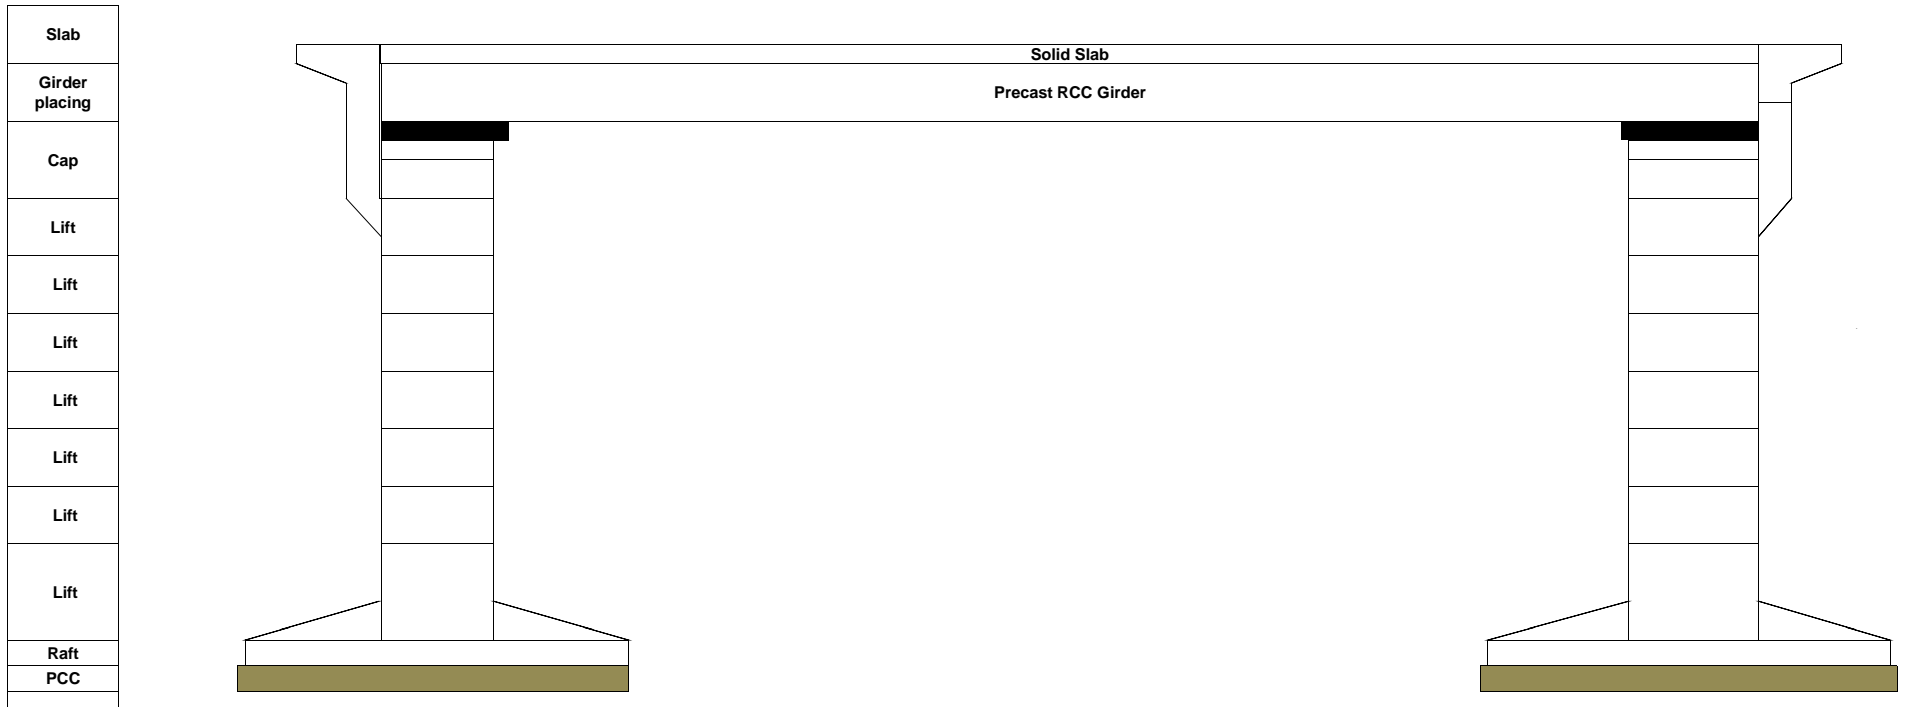 Slab
Solid Slab
Girder
placing
Precast RCC Girder
Cap
Lift
Lift
Lift
Lift
Lift
Lift
Lift
Raft
PCC